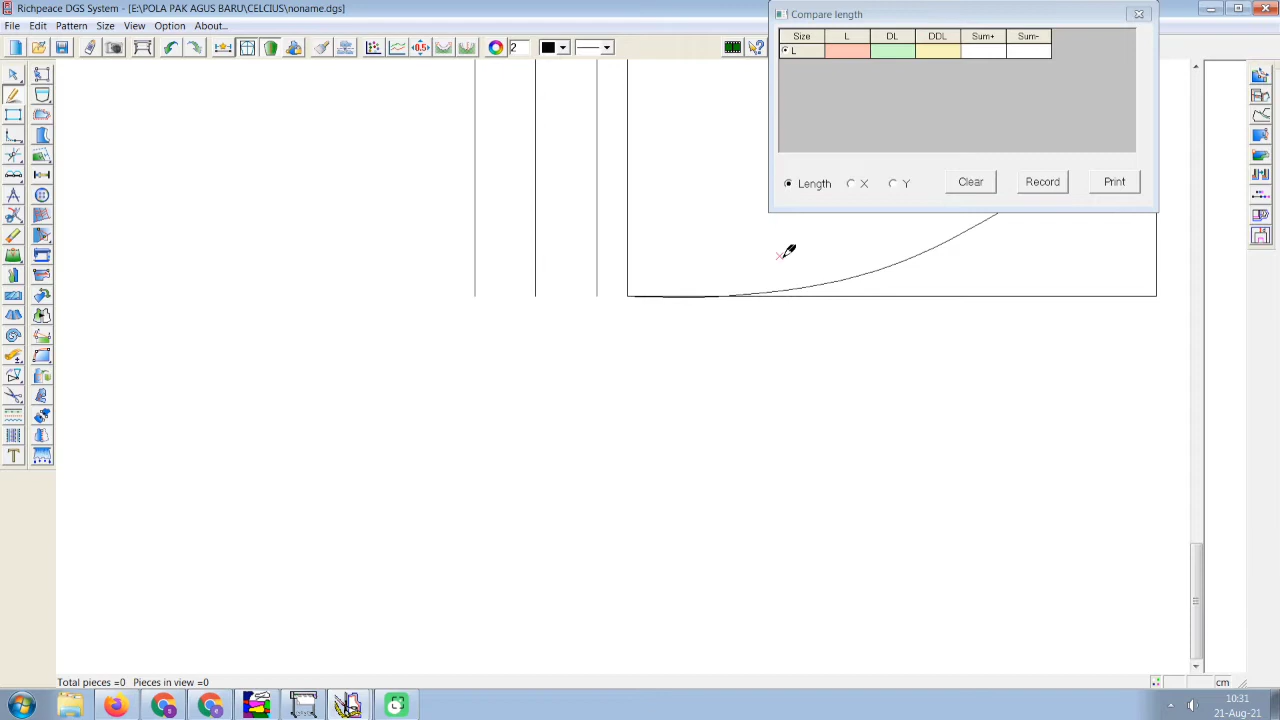 Richpeace DGS System - [E:\POLA PAK AGUS BARU\CELCIUS\noname.dgs]
File Edit Pattern Size View Option About...
2
Compare length
Size L DL DDL Sum+ Sum-
L
Length X Y Clear Record Print
Total pieces =0 Pieces in view =0
cm
10:31
21-Aug-21